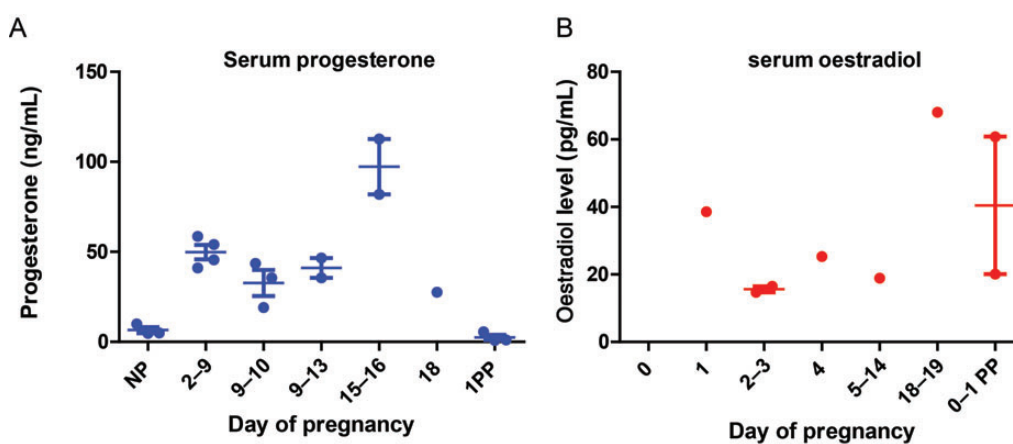 A
Serum progesterone
Progesterone (ng/mL)
150
100
50
0
NP
2-9
9–10
9–13
15–16
18
1PP
Day of pregnancy
B
serum oestradiol
Oestradiol level (pg/mL)
80
60
40
20
0
0
1
2–3
4
5-14
18–19
0–1 PP
Day of pregnancy